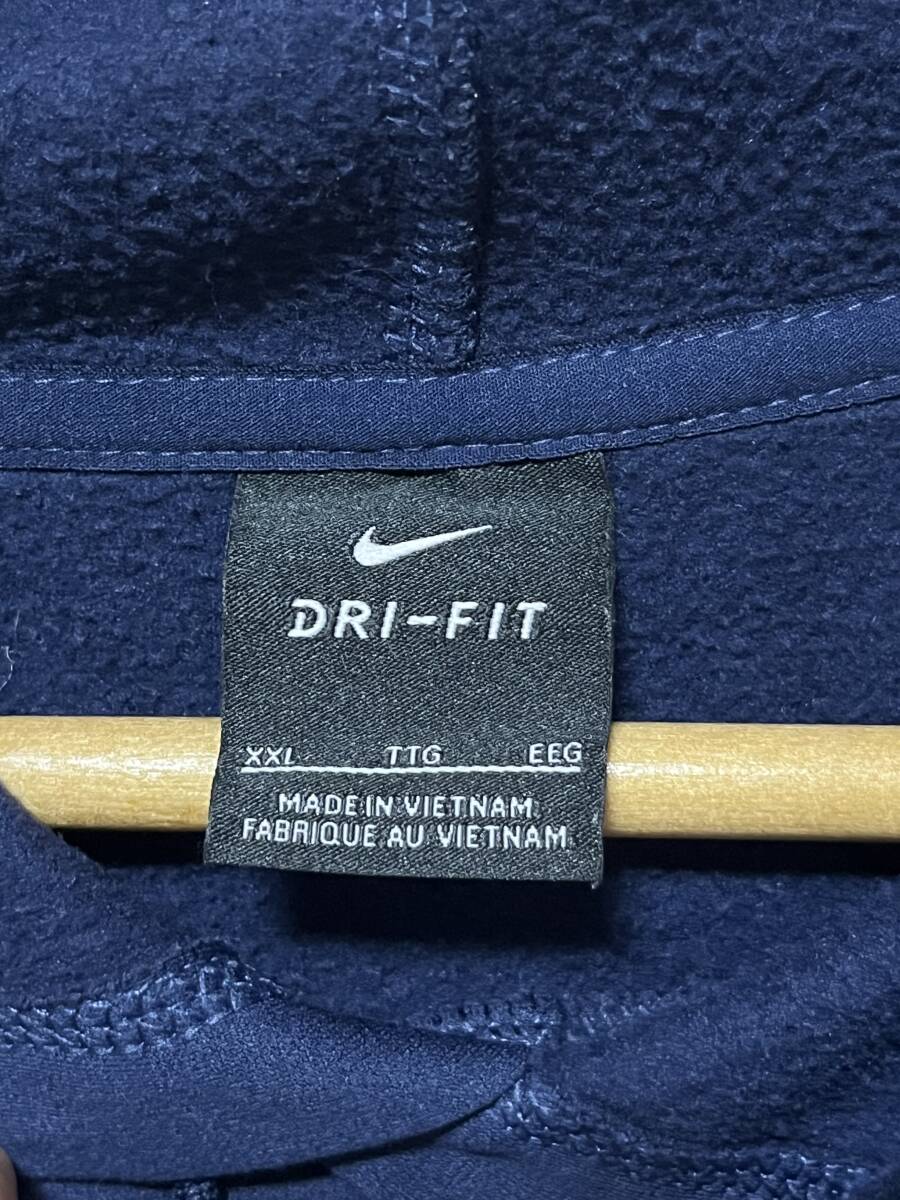 DRI-FIT
XXL TTG EEG
MADE IN VIETNAM
FABRIQUE AU VIETNAM